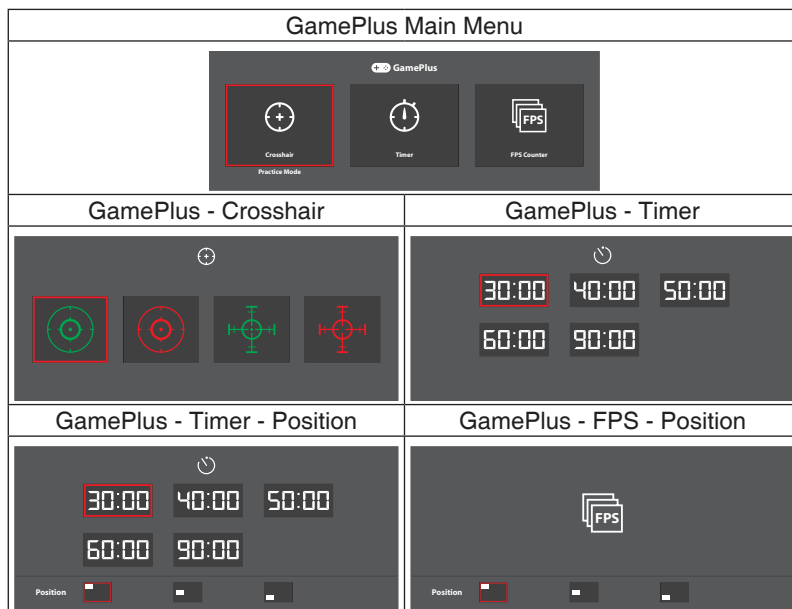 GamePlus Main Menu
GamePlus
FPS
Crosshair Timer FPS Counter
Practice Mode
GamePlus - Crosshair
GamePlus - Timer
30:00 40:00 50:00
60:00 90:00
GamePlus - Timer - Position
30:00 40:00 50:00
60:00 90:00
Position
GamePlus - FPS - Position
FPS
Position